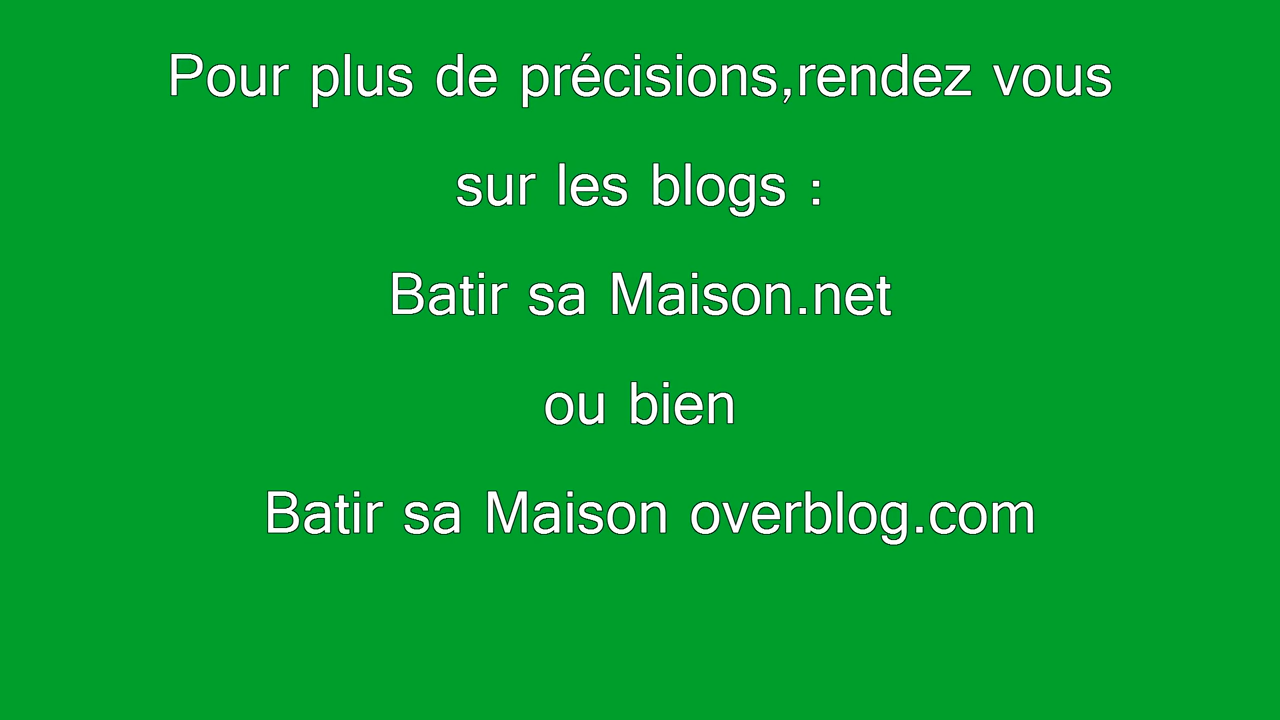 Pour plus de précisions,rendez vous
sur les blogs :
Batir sa Maison.net
ou bien
Batir sa Maison overblog.com